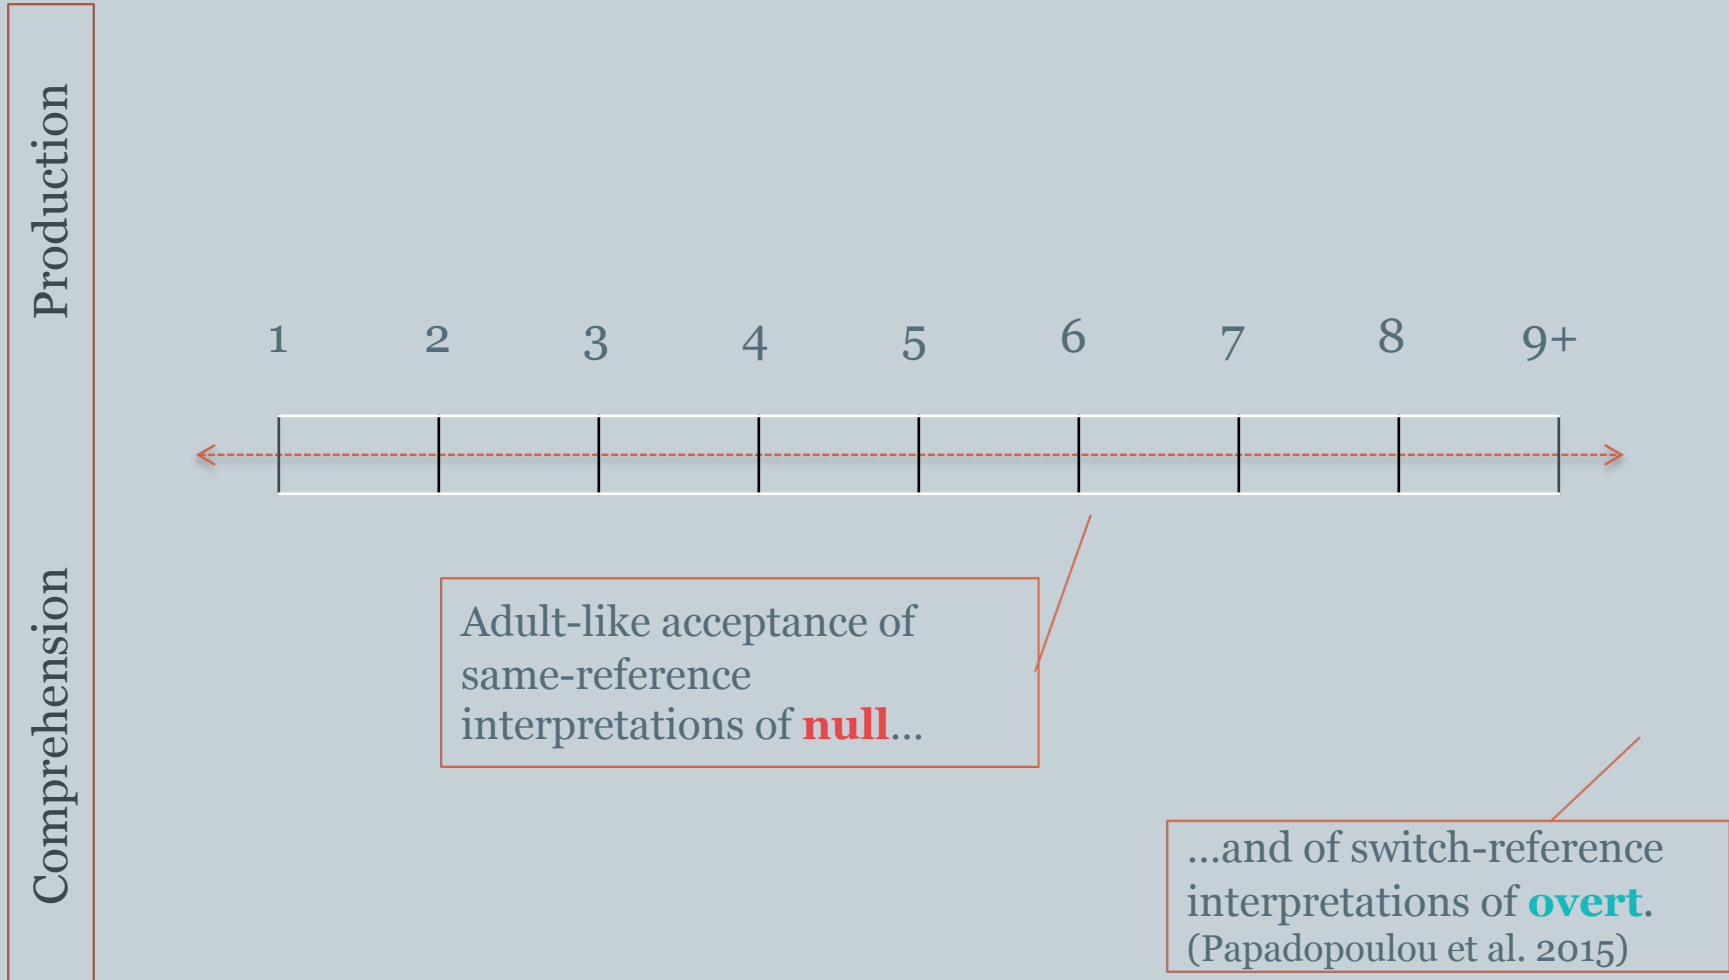 Production
1 2 3 4 5 6 7 8 9+
Comprehension
Adult-like acceptance of
same-reference
interpretations of null...
...and of switch-reference
interpretations of overt.
(Papadopoulou et al. 2015)